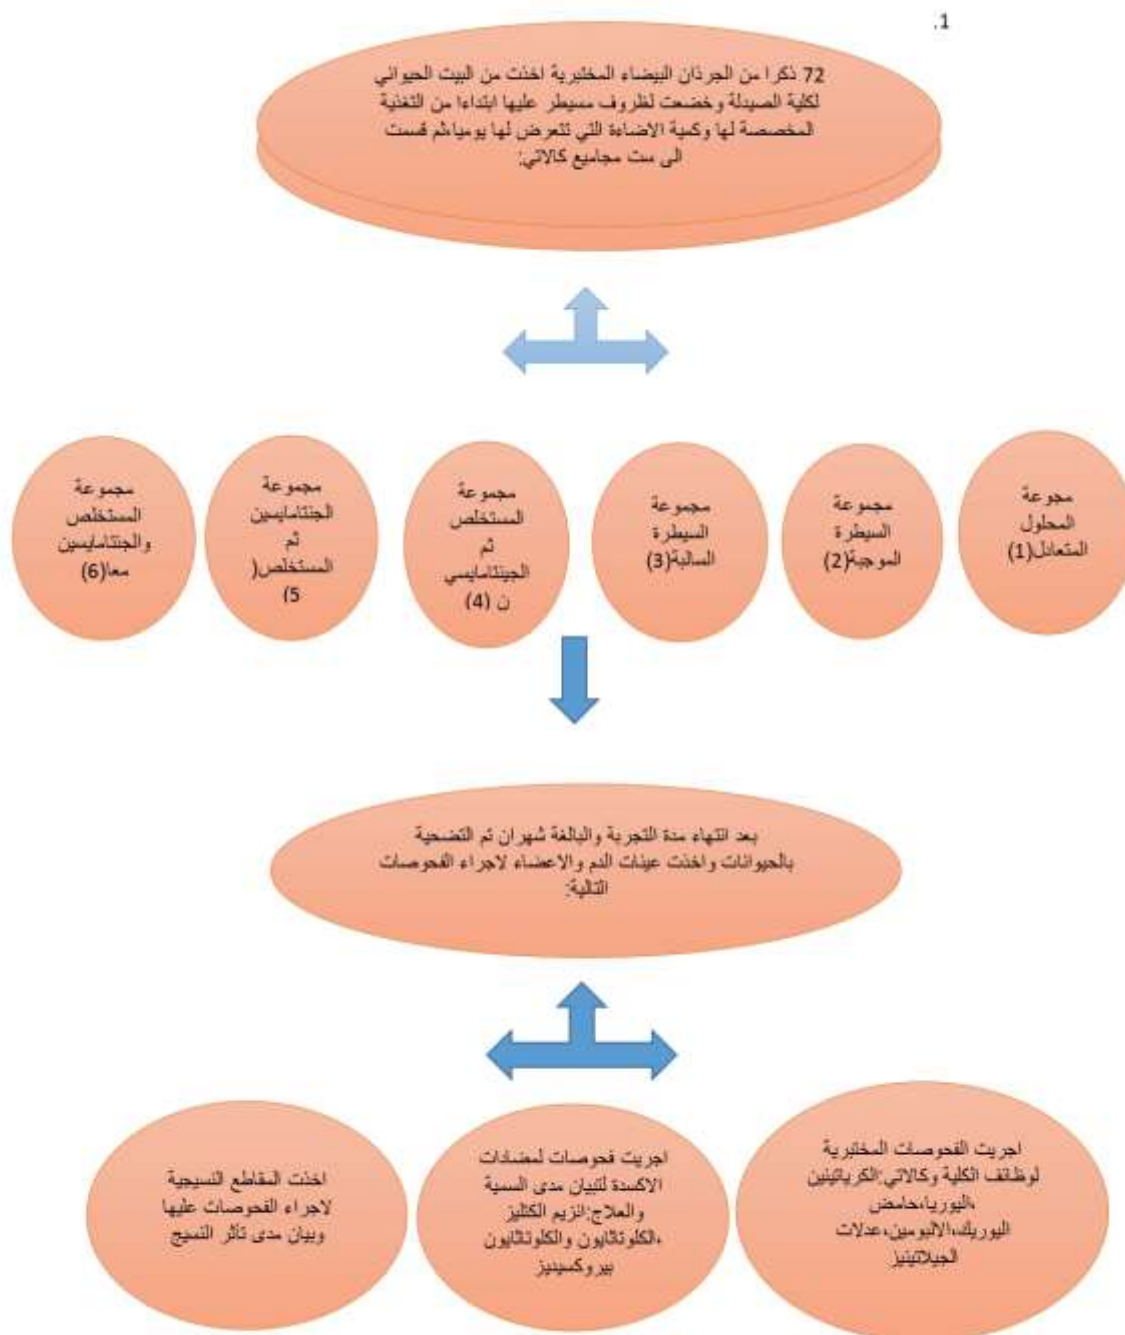 .1
72 ذكرا من الجرذان البيضاء المختبرية اخذت من البيت الحيواني
لكلية الصيدلة وخضعت لظروف مسيطر عليها ابتداءا من التغذية
المخصصة لها وكمية الاضاءة التي تتعرض لها يوميا،ثم قسمت
الى ست مجاميع كالاتي:
مجوعة
المحلول
المتعادل(1)
مجموعة
السيطرة
الموجبة(2)
مجموعة
السيطرة
السالبة(3)
مجموعة
المستخلص
ثم
الجينتامايسي
ن (4)
مجموعة
الجنتامايسين
ثم
المستخلص(
5)
مجموعة
المستخلص
والجنتامايسين
معا(6)
بعد انتهاء مدة التجربة والبالغة شهران تم التضحية
بالحيوانات واخذت عينات الدم والاعضاء لاجراء الفحوصات
التالية:
اجريت الفحوصات المختبرية
لوظائف الكلية وكالاتي:الكرياتينين
،اليوريا،حامض
اليوريك،الالبومين،عدلات
الجيلاتينيز
اجريت فحوصات لمضادات
الاكسدة لتبيان مدى السمية
والعلاج:انزيم الكتليز
،الكلوتاثايون والكلوتاثايون
بيروكسينيز
اخذت المقاطع النسيجية
لاجراء الفحوصات عليها
وبيان مدى تأثر النسيج